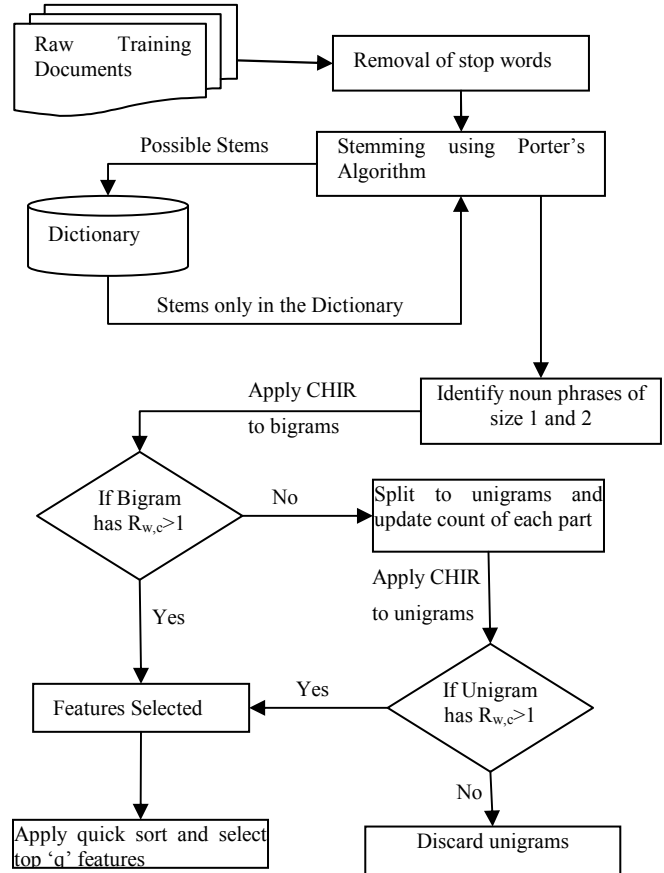 Raw Training
Documents
Removal of stop words
Stemming using Porter's
Algorithm
Possible Stems
Dictionary
Stems only in the Dictionary
Identify noun phrases of
size 1 and 2
Apply CHIR
to bigrams
If Bigram
has R_{w,c}>1
No
Split to unigrams and
update count of each part
Apply CHIR
to unigrams
Yes
If Unigram
has R_{w,c}>1
Yes
Features Selected
No
Apply quick sort and select
top ‘q’ features
Discard unigrams